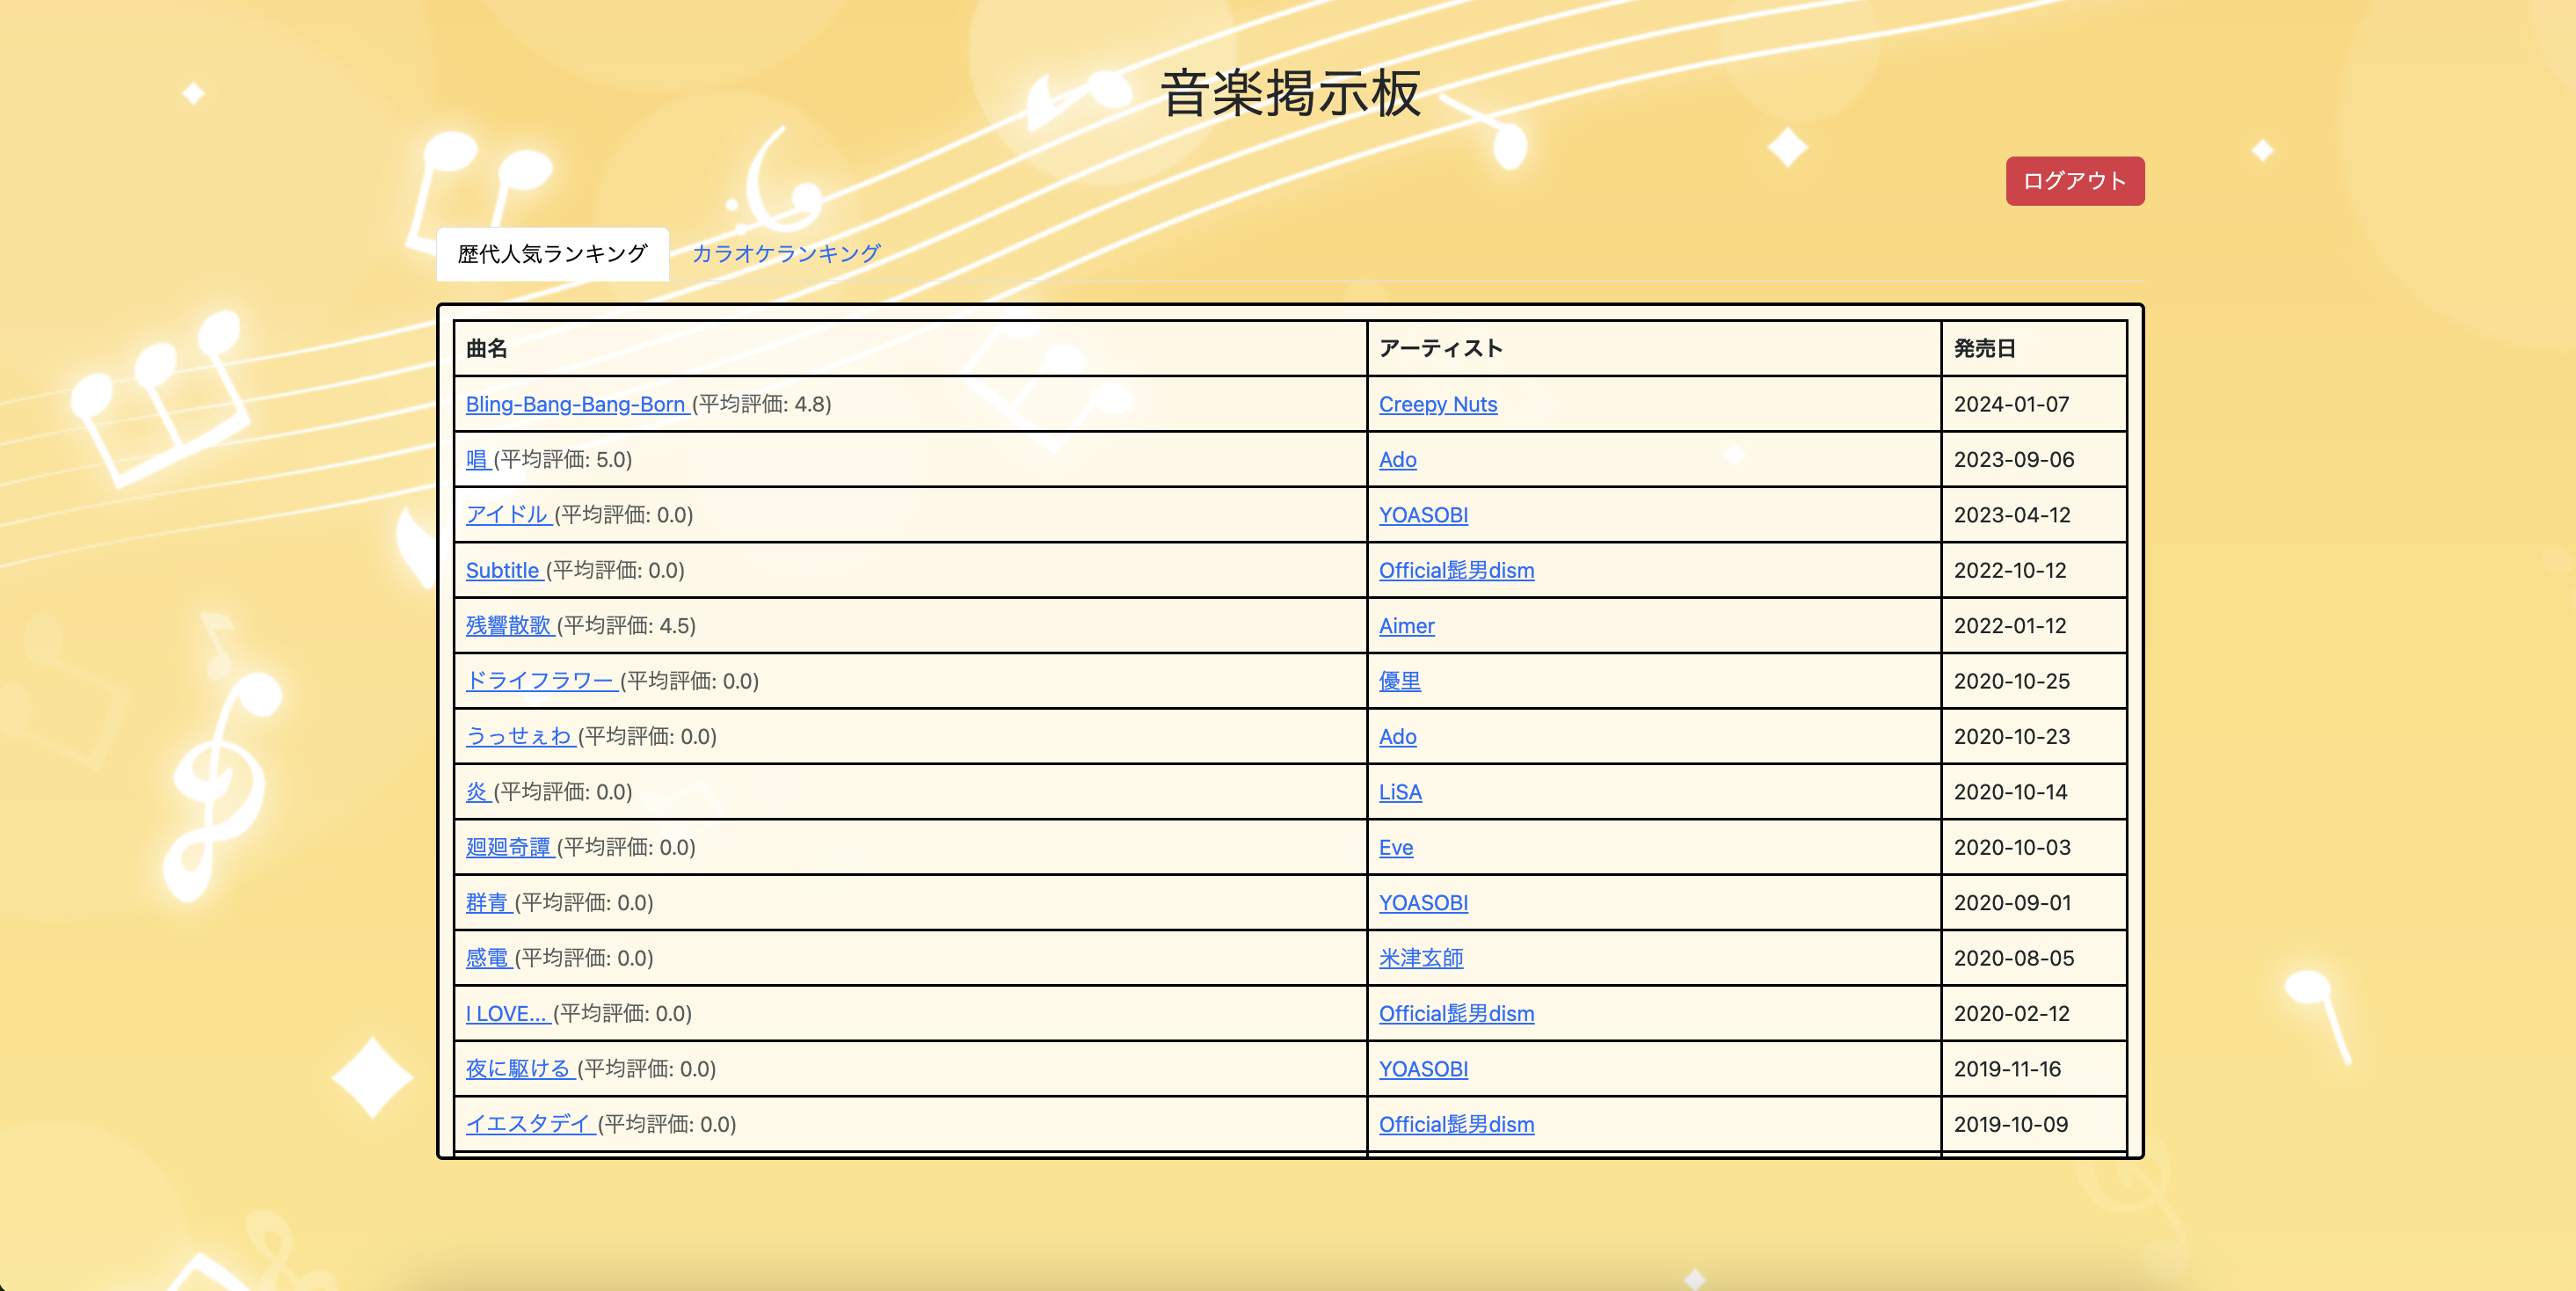 音楽掲示板
ログアウト
歴代人気ランキング カラオケランキング
曲名 アーティスト 発売日
Bling-Bang-Bang-Born (平均評価: 4.8) Creepy Nuts 2024-01-07
唱 (平均評価: 5.0) Ado 2023-09-06
アイドル (平均評価: 0.0) YOASOBI 2023-04-12
Subtitle (平均評価: 0.0) Official髭男dism 2022-10-12
残響散歌 (平均評価: 4.5) Aimer 2022-01-12
ドライフラワー (平均評価: 0.0) 優里 2020-10-25
うっせぇわ (平均評価: 0.0) Ado 2020-10-23
炎 (平均評価: 0.0) LiSA 2020-10-14
廻廻奇譚 (平均評価: 0.0) Eve 2020-10-03
群青 (平均評価: 0.0) YOASOBI 2020-09-01
感電 (平均評価: 0.0) 米津玄師 2020-08-05
I LOVE... (平均評価: 0.0) Official髭男dism 2020-02-12
夜に駆ける (平均評価: 0.0) YOASOBI 2019-11-16
イエスタデイ (平均評価: 0.0) Official髭男dism 2019-10-09